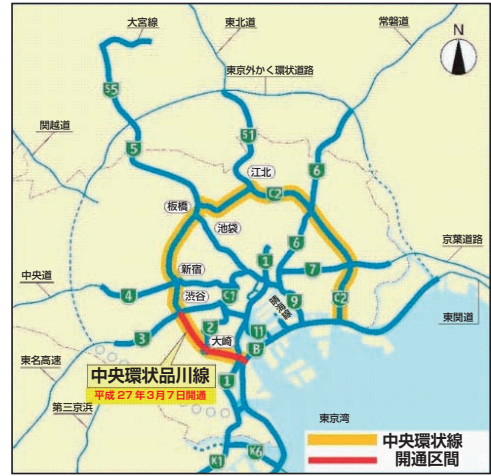 大宮線
東北道
常磐道
N
東京外かく環状道路
S5
関越道
5
S1
6
江北
C2
板橋
池袋
6
1
京葉道路
7
新宿
中央道
4
C1
9
C2
渋谷
東関道
2
11
3
大崎
B
東名高速
中央環状品川線
平成27年3月7日開通
1
第三京浜
東京湾
中央環状線
開通区間
K1
K6